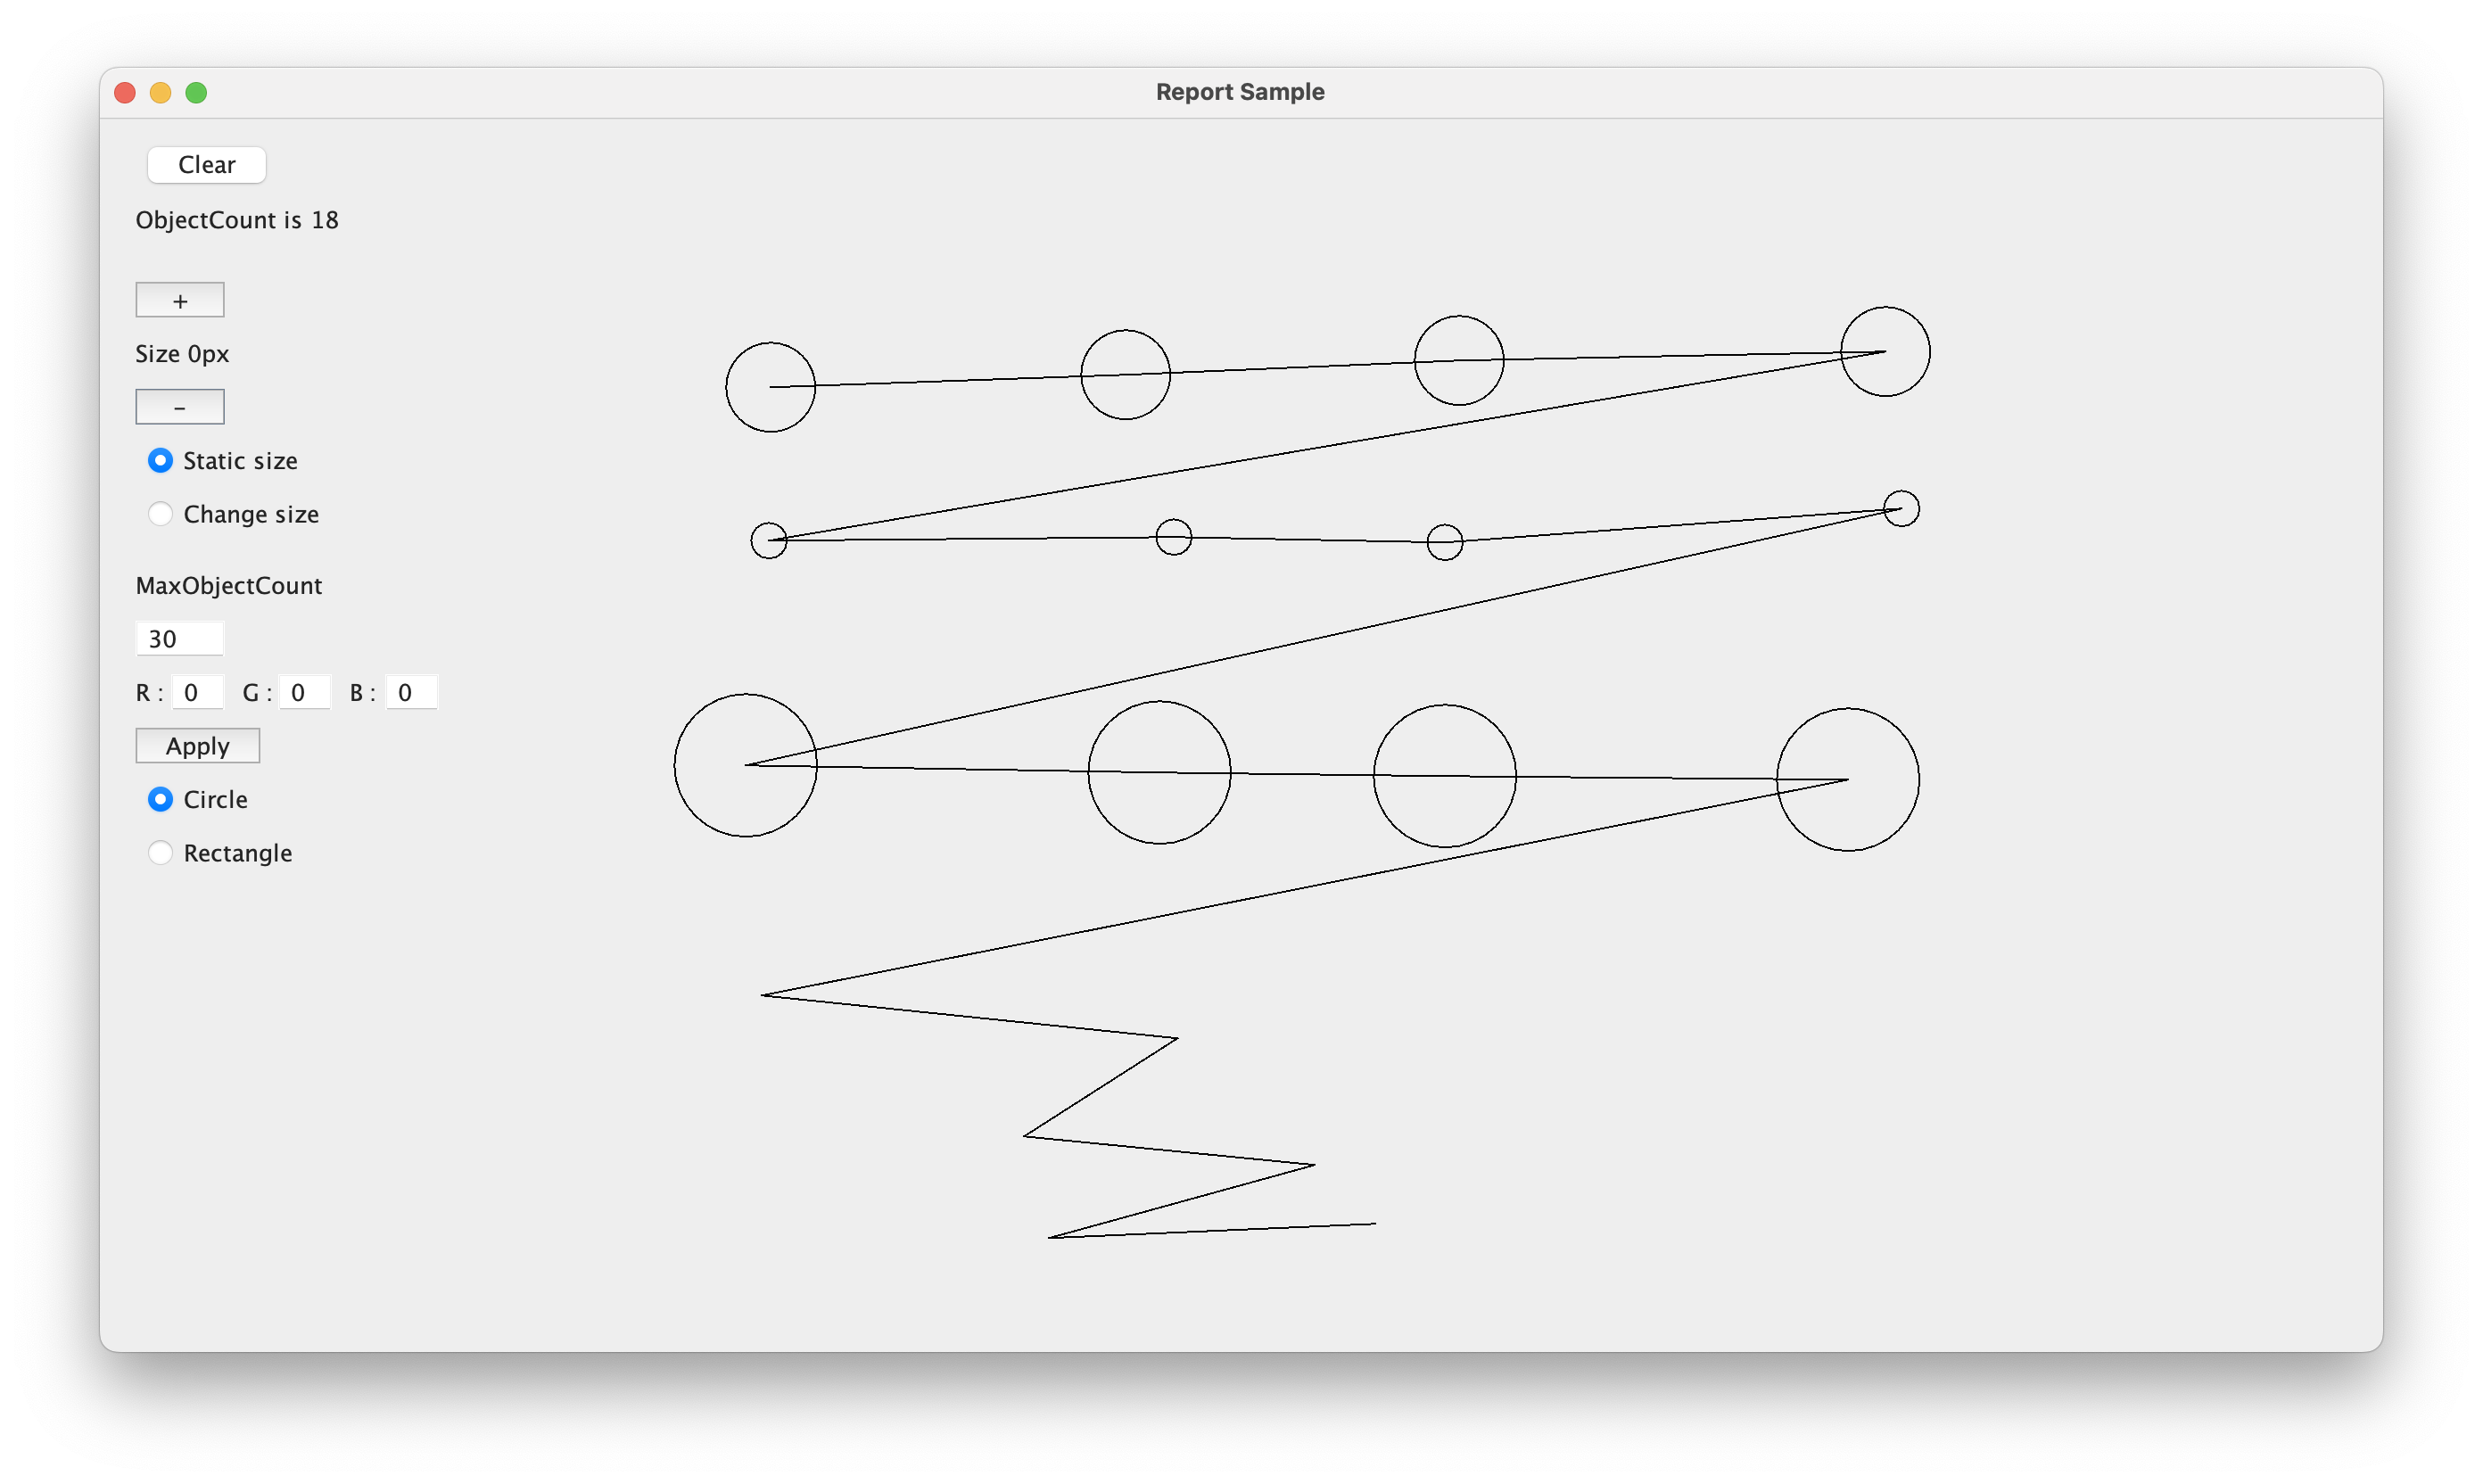 Report Sample
Clear
ObjectCount is 18
+
Size 0px
-
Static size
Change size
MaxObjectCount
30
R : 0 G : 0 B : 0
Apply
Circle
Rectangle